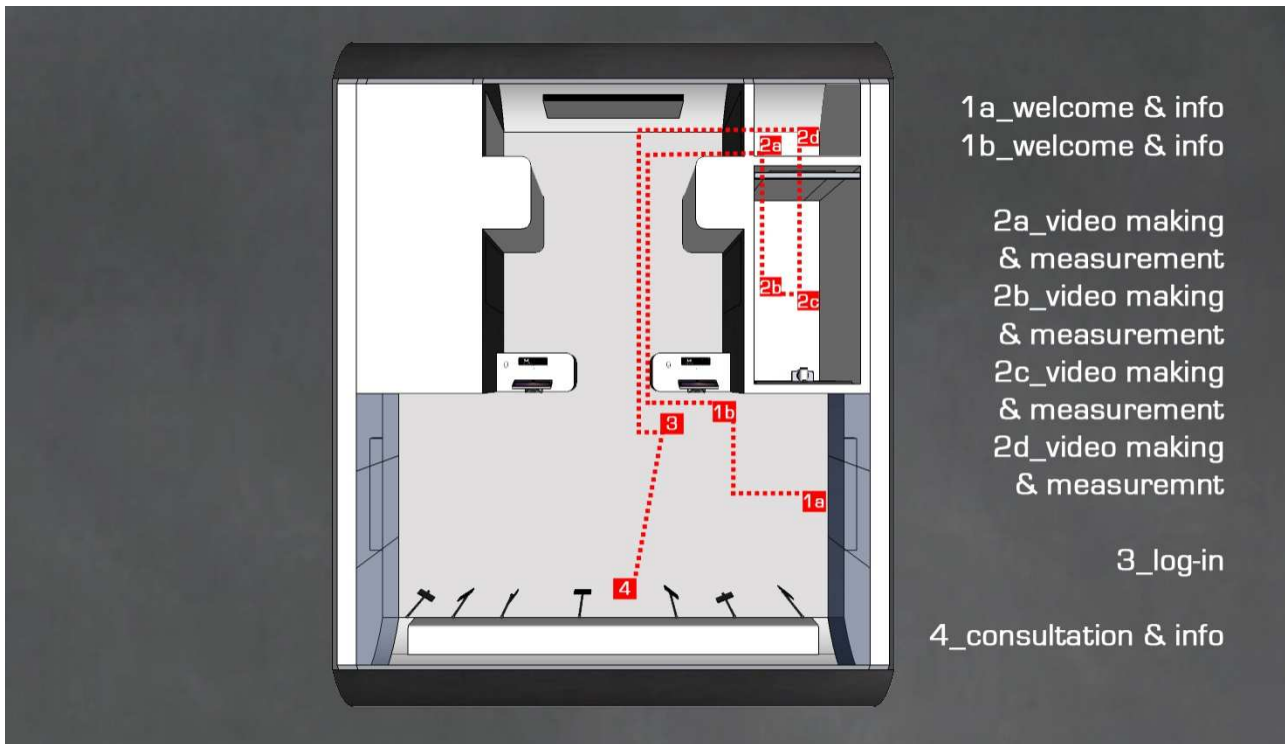 1a_welcome & info
1b_welcome & info
2a_video making
& measurement
2b_video making
& measurement
2c_video making
& measurement
2d_video making
& measuremnt
3_log-in
4_consultation & info
2a
2d
2b
2c
1b
3
1a
4